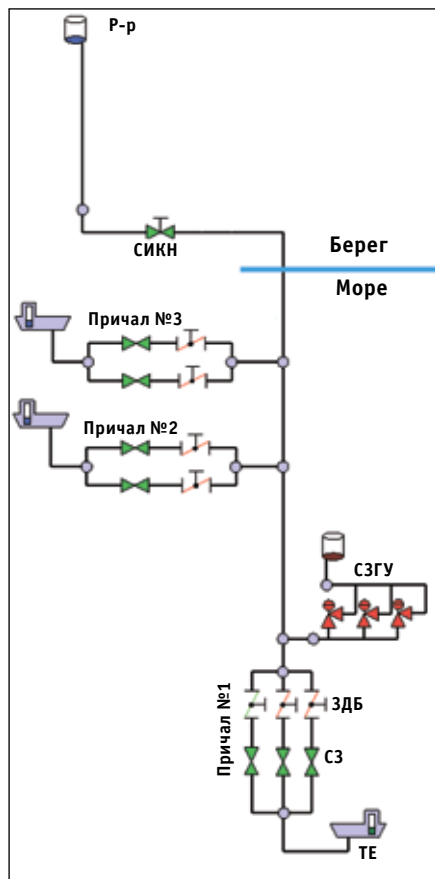 Р-р
СИКН
Берег
Море
Причал №3
Причал №2
СЗГУ
Причал №1
ЗДБ
СЗ
ТЕ